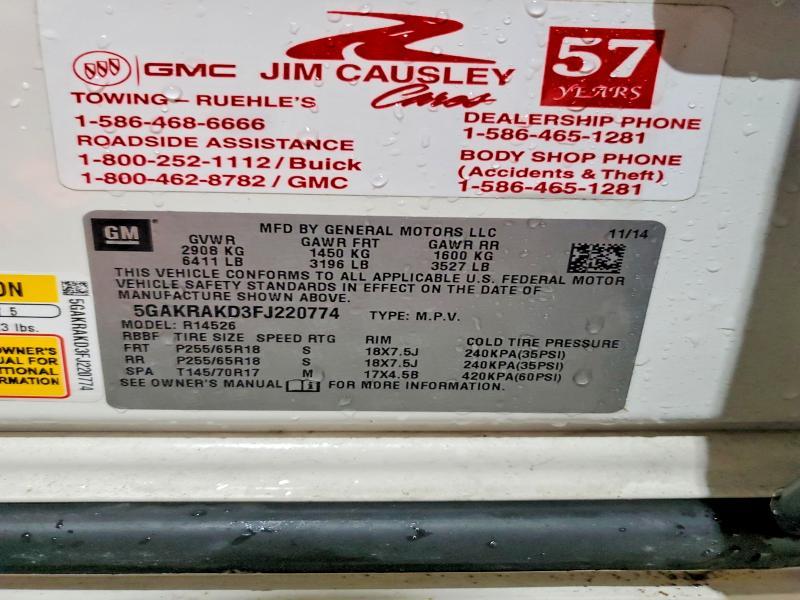 GMC JIM CAUSLEY
Cares
57
YEARS
TOWING - RUEHLE'S
1-586-468-6666
ROADSIDE ASSISTANCE
1-800-252-1112 / Buick
1-800-462-8782 / GMC
DEALERSHIP PHONE
1-586-465-1281
BODY SHOP PHONE
(Accidents & Theft)
1-586-465-1281
GM
MFD BY GENERAL MOTORS LLC 11/14
GVWR GAWR FRT GAWR RR
2908 KG 1450 KG 1600 KG
6411 LB 3196 LB 3527 LB
THIS VEHICLE CONFORMS TO ALL APPLICABLE U.S. FEDERAL MOTOR
VEHICLE SAFETY STANDARDS IN EFFECT ON THE DATE OF
MANUFACTURE SHOWN ABOVE.
5GAKRAKD3FJ220774 TYPE: M.P.V.
MODEL: R14526
RBBF TIRE SIZE SPEED RTG RIM COLD TIRE PRESSURE
FRT P255/65R18 S 18X7.5J 240KPA(35PSI)
RR P255/65R18 S 18X7.5J 240KPA(35PSI)
SPA T145/70R17 M 17X4.5B 420KPA(60PSI)
SEE OWNER'S MANUAL FOR MORE INFORMATION.
ON
5
3 lbs.
OWNER'S
UAL FOR
ITIONAL
RMATION
5GAKRAKD3FJ220774